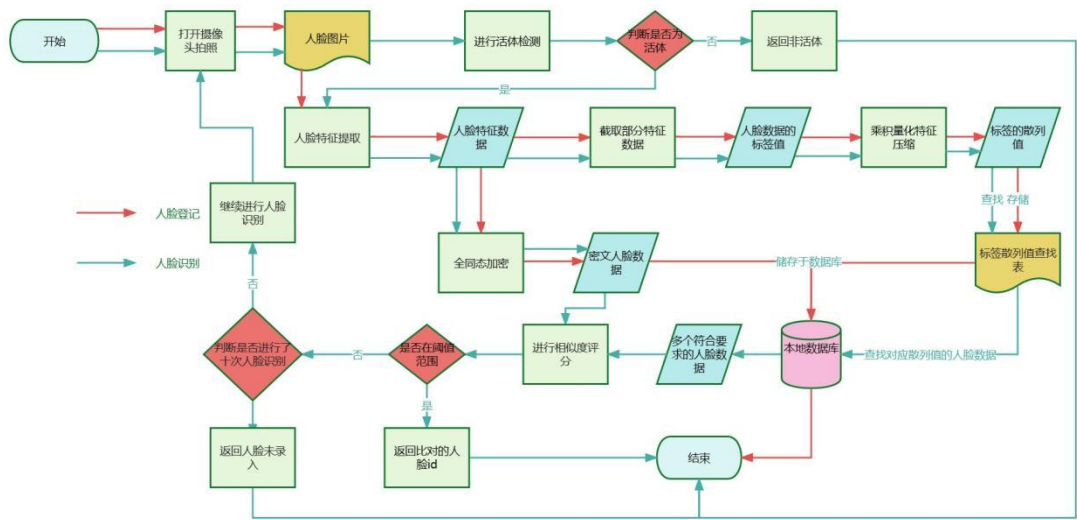 开始
打开摄像
头拍照
人脸图片
进行活体检测
判断是否为
活体
否
返回非活体
是
人脸特征提取
人脸特征数
据
截取部分特征
数据
人脸数据的
标签值
乘积量化特征
压缩
标签的散列
值
继续进行人脸
识别
人脸登记
查找 存储
人脸识别
全同态加密
密文人脸数
据
储存于数据库
标签散列值查找
表
否
判断是否进行了
十次人脸识别
否
是否在阈值
范围
进行相似度评
分
多个符合要
求的人脸数
据
本地数据库
查找对应散列值的人脸数据
是
返回人脸未录
入
返回比对的人
脸id
结束